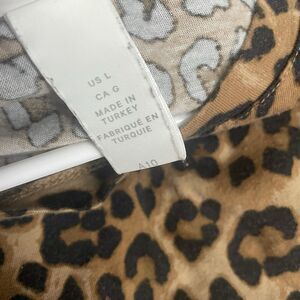 US L
CA G
MADE IN
TURKEY
FABRIQUÉ EN
TURQUIE
A10